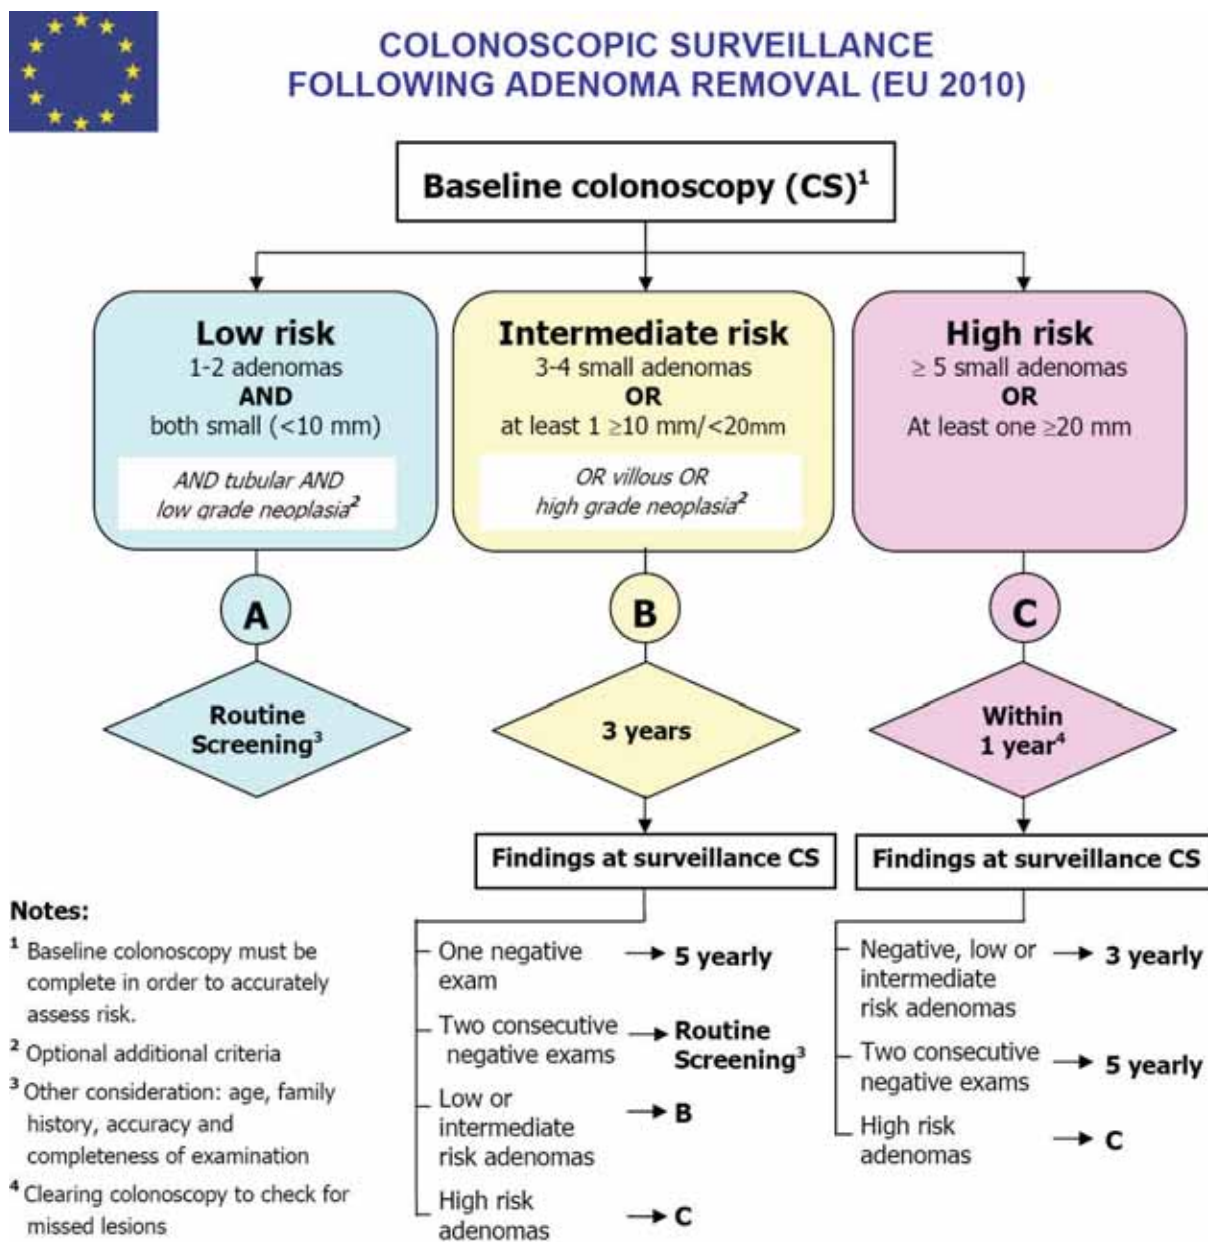 COLONOSCOPIC SURVEILLANCE
FOLLOWING ADENOMA REMOVAL (EU 2010)
Baseline colonoscopy (CS)¹
Low risk
1-2 adenomas
AND
both small (<10 mm)
AND tubular AND
low grade neoplasia²
Intermediate risk
3-4 small adenomas
OR
at least 1 ≥10 mm/<20mm
OR villous OR
high grade neoplasia²
High risk
≥ 5 small adenomas
OR
At least one ≥20 mm
A
B
C
Routine
Screening³
3 years
Within
1 year⁴
Findings at surveillance CS
One negative
exam
5 yearly
Two consecutive
negative exams
Routine
Screening³
Low or
intermediate
risk adenomas
B
High risk
adenomas
C
Findings at surveillance CS
Negative, low or
intermediate
risk adenomas
3 yearly
Two consecutive
negative exams
5 yearly
High risk
adenomas
C
Notes:
¹ Baseline colonoscopy must be
complete in order to accurately
assess risk.
² Optional additional criteria
³ Other consideration: age, family
history, accuracy and
completeness of examination
⁴ Clearing colonoscopy to check for
missed lesions